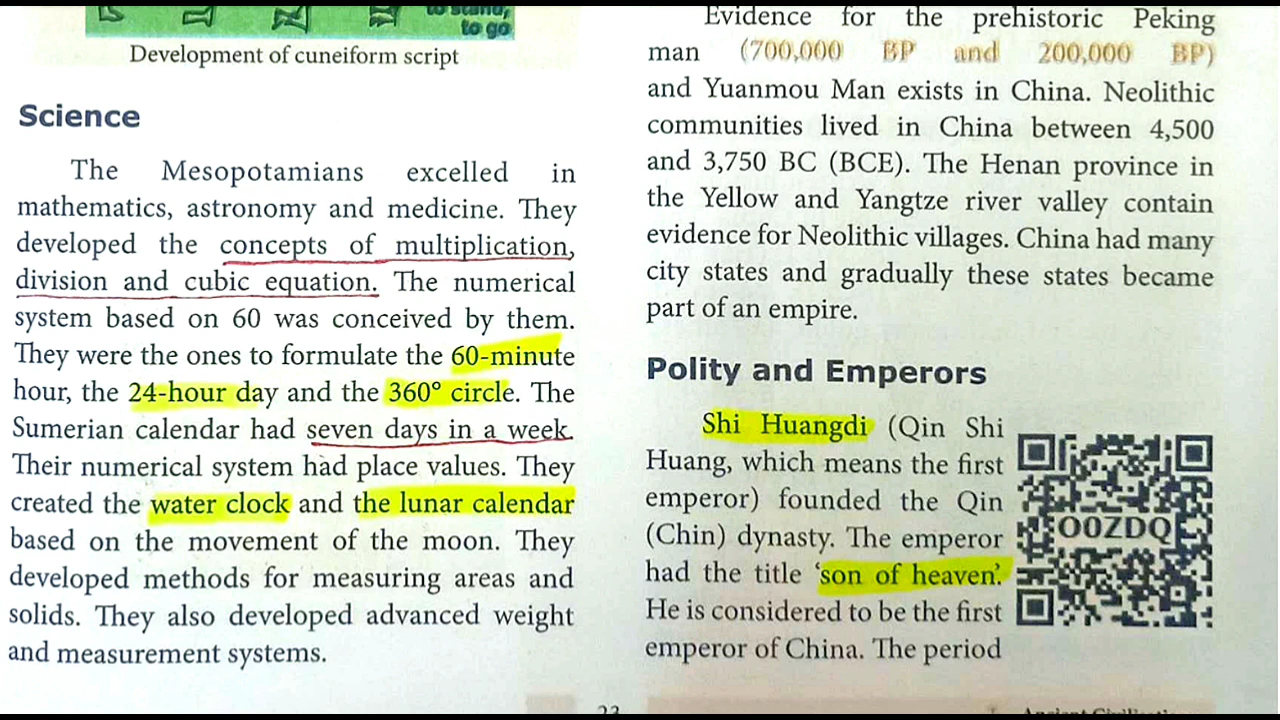 to stand,
to go
Development of cuneiform script
Science
The Mesopotamians excelled in
mathematics, astronomy and medicine. They
developed the concepts of multiplication,
division and cubic equation. The numerical
system based on 60 was conceived by them.
They were the ones to formulate the 60-minute
hour, the 24-hour day and the 360° circle. The
Sumerian calendar had seven days in a week.
Their numerical system had place values. They
created the water clock and the lunar calendar
based on the movement of the moon. They
developed methods for measuring areas and
solids. They also developed advanced weight
and measurement systems.
23
Evidence for the prehistoric Peking
man (700,000 BP and 200,000 BP)
and Yuanmou Man exists in China. Neolithic
communities lived in China between 4,500
and 3,750 BC (BCE). The Henan province in
the Yellow and Yangtze river valley contain
evidence for Neolithic villages. China had many
city states and gradually these states became
part of an empire.
Polity and Emperors
Shi Huangdi (Qin Shi
Huang, which means the first
emperor) founded the Qin
(Chin) dynasty. The emperor
had the title ‘son of heaven’.
He is considered to be the first
emperor of China. The period
O0ZDQ